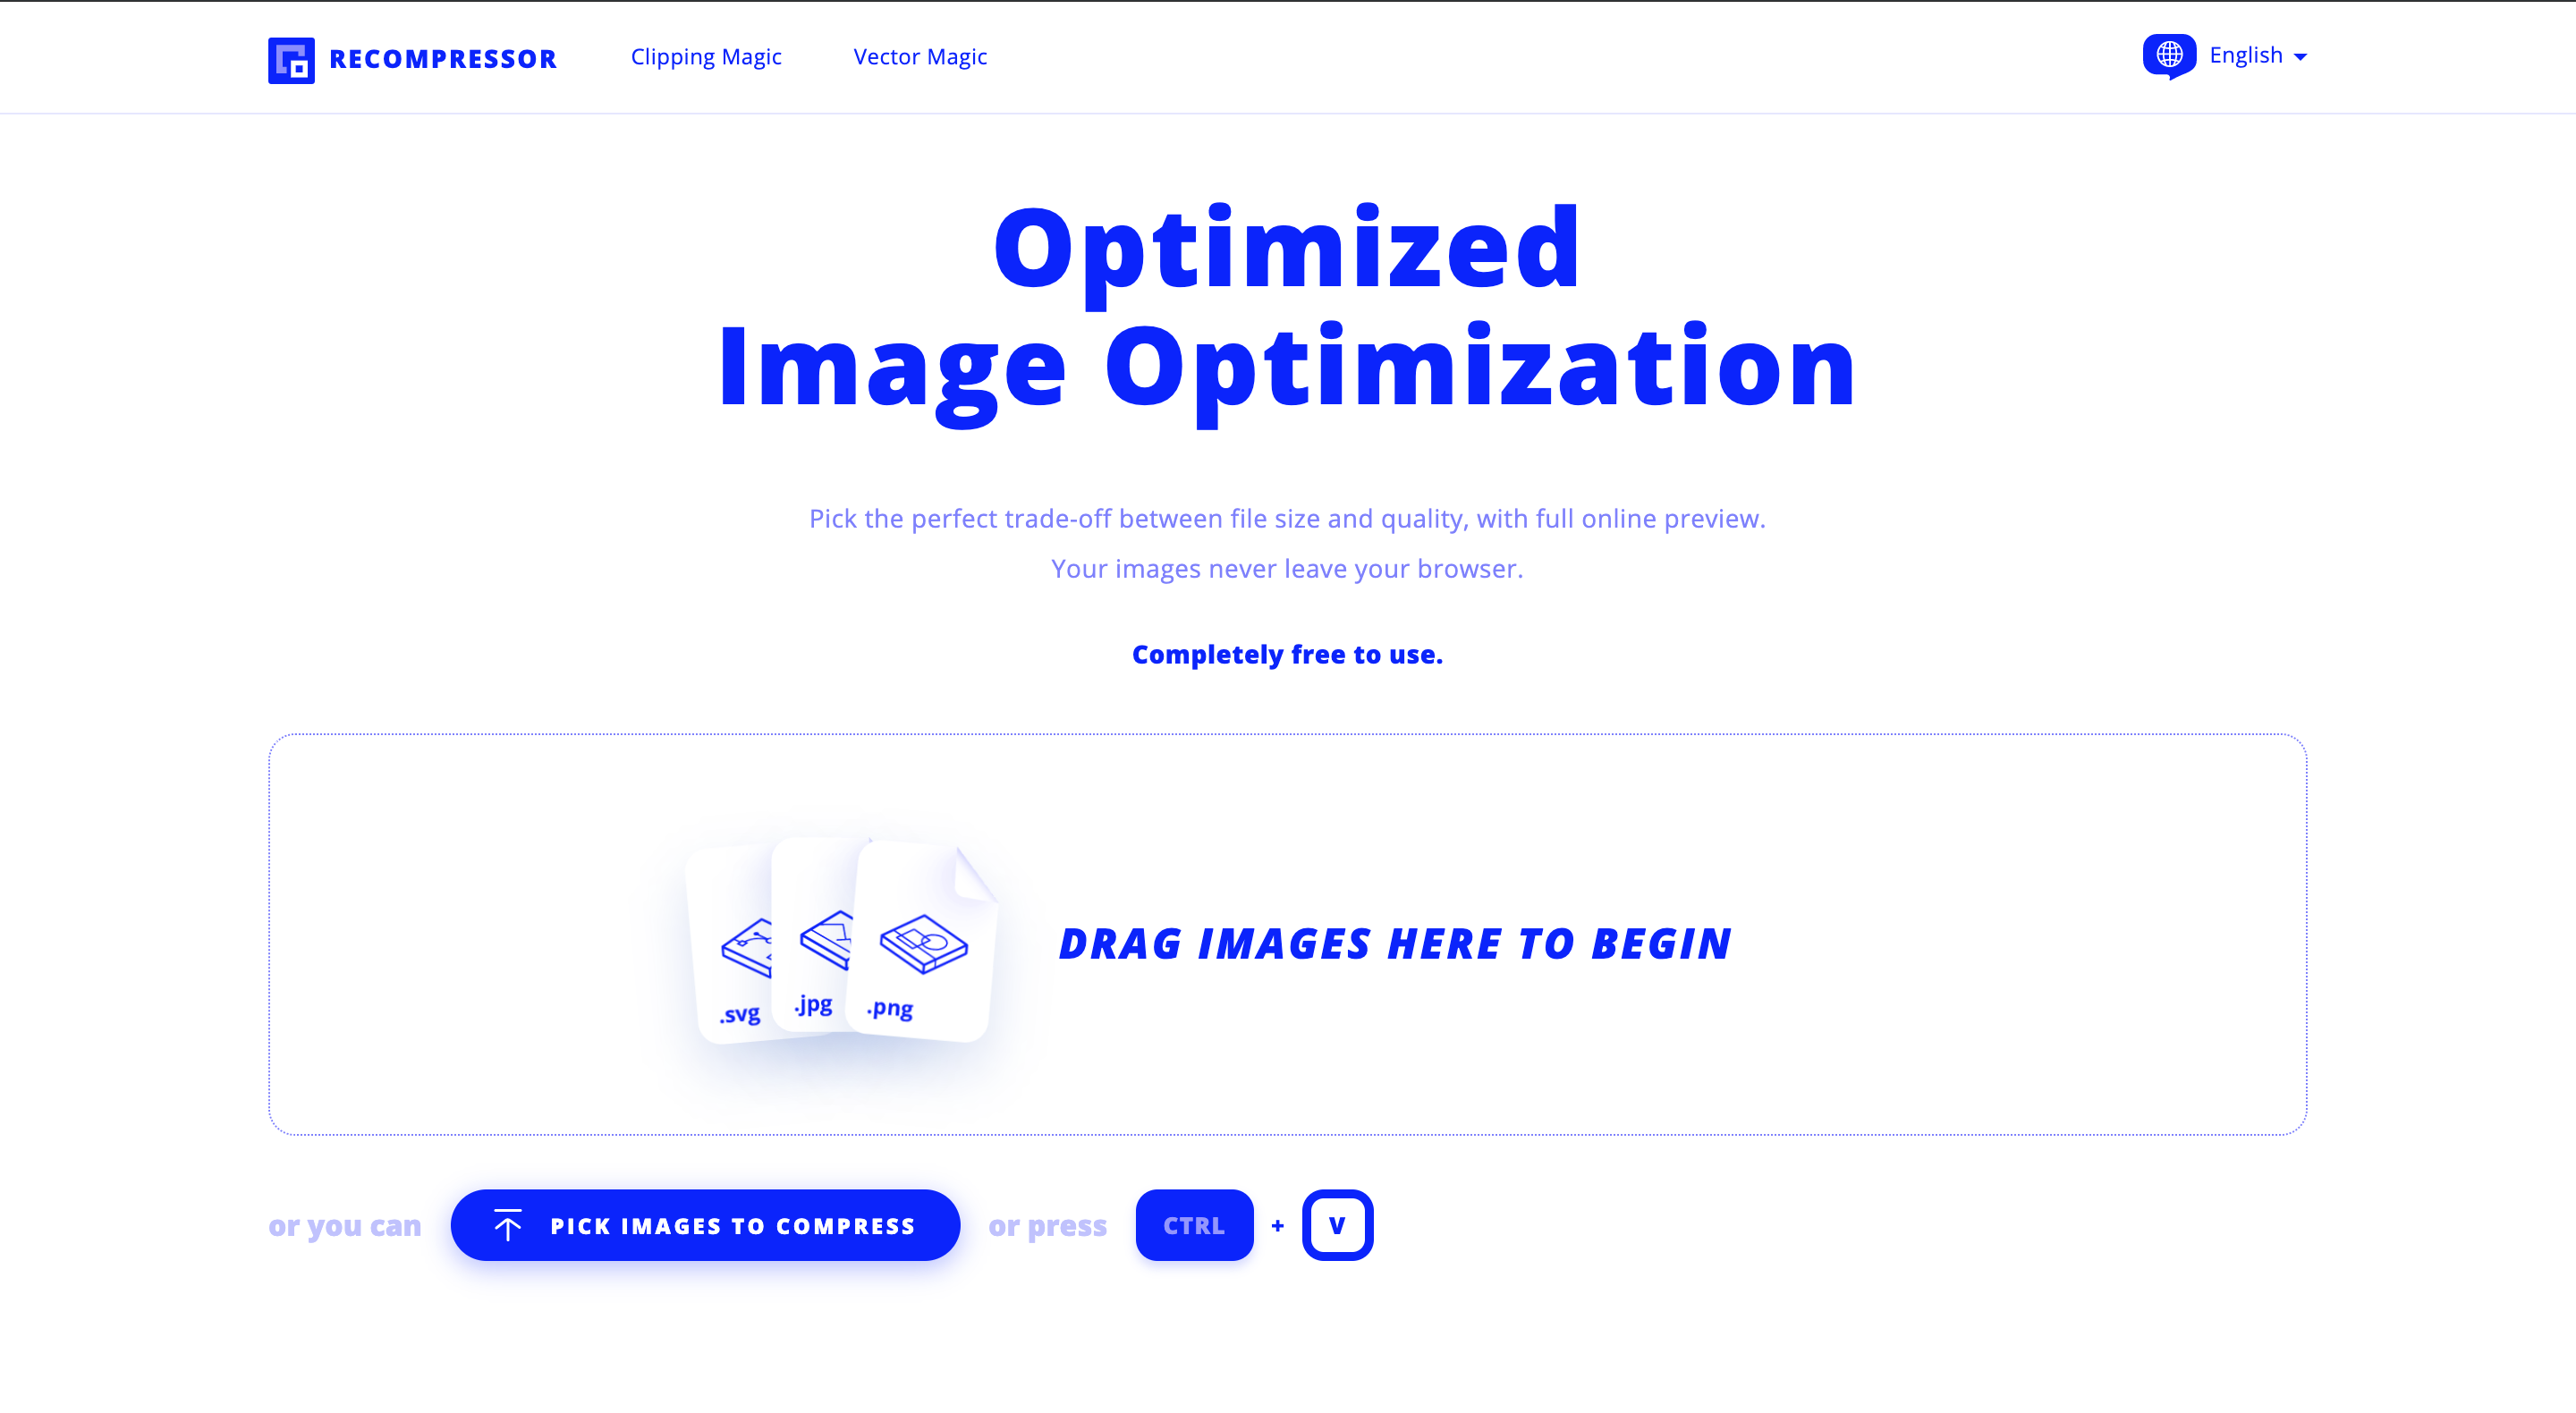 RECOMPRESSOR Clipping Magic Vector Magic English
Optimized
Image Optimization
Pick the perfect trade-off between file size and quality, with full online preview.
Your images never leave your browser.
Completely free to use.
DRAG IMAGES HERE TO BEGIN
.svg .jpg .png
or you can PICK IMAGES TO COMPRESS or press CTRL + V